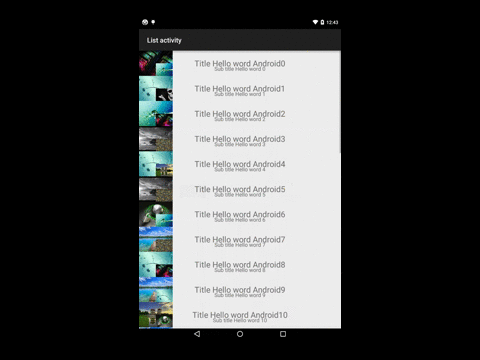 12:43
List activity
Title Hello word Android0
Sub title Hello word 0
Title Hello word Android1
Sub title Hello word 1
Title Hello word Android2
Sub title Hello word 2
Title Hello word Android3
Sub title Hello word 3
Title Hello word Android4
Sub title Hello word 4
Title Hello word Android5
Sub title Hello word 5
Title Hello word Android6
Sub title Hello word 6
Title Hello word Android7
Sub title Hello word 7
Title Hello word Android8
Sub title Hello word 8
Title Hello word Android9
Sub title Hello word 9
Title Hello word Android10
Sub title Hello word 10